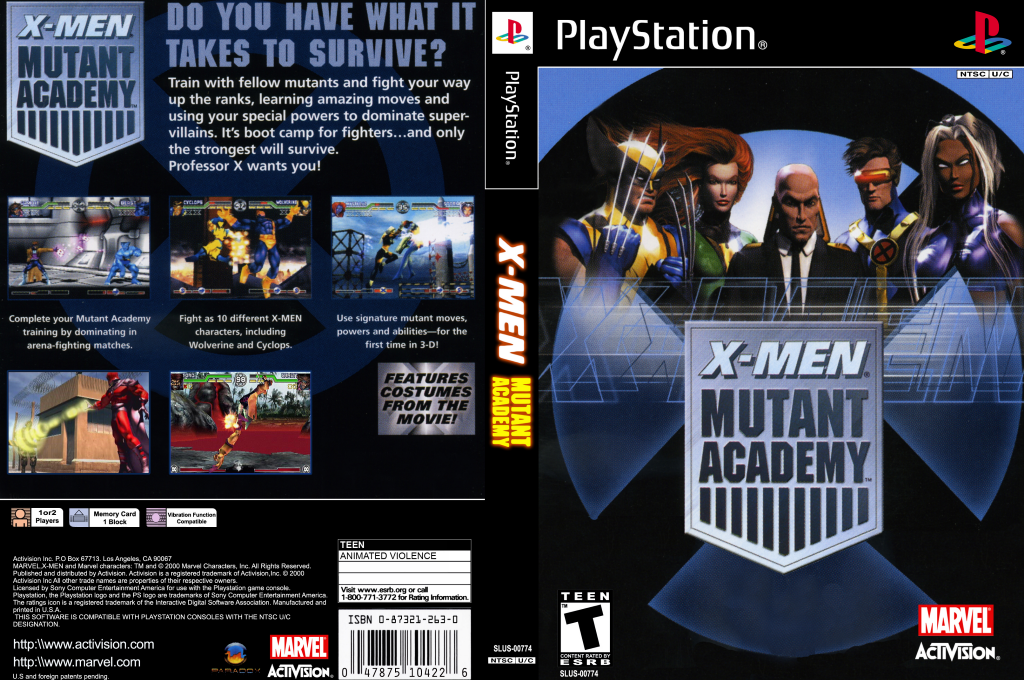 X-MEN
MUTANT
ACADEMY™
DO YOU HAVE WHAT IT
TAKES TO SURVIVE?
Train with fellow mutants and fight your way
up the ranks, learning amazing moves and
using your special powers to dominate super-
villains. It's boot camp for fighters...and only
the strongest will survive.
Professor X wants you!
CYCLOPS
WOLVERINE
Complete your Mutant Academy
training by dominating in
arena-fighting matches.
Fight as 10 different X-MEN
characters, including
Wolverine and Cyclops.
Use signature mutant moves,
powers and abilities—for the
first time in 3-D!
98
FEATURES
COSTUMES
FROM THE
MOVIE!
1or2
Players
Memory Card
1 Block
Vibration Function
Compatible
Activision Inc. P.O Box 67713. Los Angeles, CA 90067
MARVEL,X-MEN and Marvel characters: TM and © 2000 Marvel Characters, Inc. All Rights Reserved.
Published and distributed by Activision. Activision is a registered trademark of Activision,Inc. © 2000
Activision Inc All other trade names are properties of their respective owners.
Licensed by Sony Computer Entertainment America for use with the Playstation game console.
Playstation, the Playstation logo and the PS logo are trademarks of Sony Computer Entertainment America.
The ratings icon is a registered trademark of the Interactive Digital Software Association. Manufactured and
printed in U.S.A.
THIS SOFTWARE IS COMPATIBLE WITH PLAYSTATION CONSOLES WITH THE NTSC U/C
DESIGNATION.
http:\\www.activision.com
http:\\www.marvel.com
U.S and foreign patents pending.
PARADOX
MARVEL
ACTIVISION®
TEEN
ANIMATED VIOLENCE
Visit www.esrb.org or call
1-800-771-3772 for Rating Information.
ISBN 0-87321-263-0
0 47875 10422 6
PlayStation®
X-MEN
MUTANT
ACADEMY
SLUS-00774
NTSC U/C
PlayStation®
NTSC U/C
X-MEN
X-MEN®
MUTANT
ACADEMY™
TEEN
T
CONTENT RATED BY
ESRB
SLUS-00774
MARVEL
ACTIVISION®